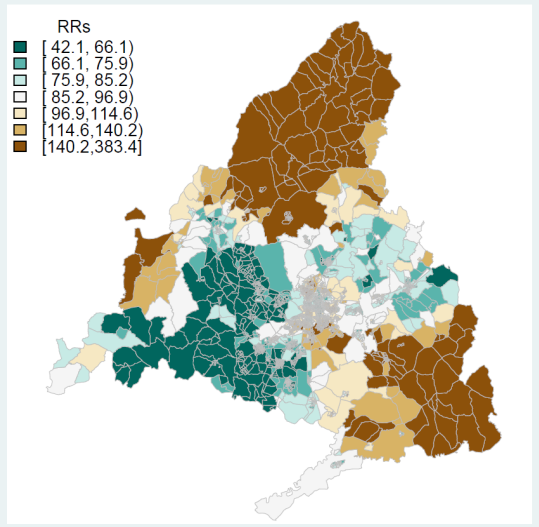 RRs
[ 42.1, 66.1)
[ 66.1, 75.9)
[ 75.9, 85.2)
[ 85.2, 96.9)
[ 96.9,114.6)
[114.6,140.2)
[140.2,383.4]